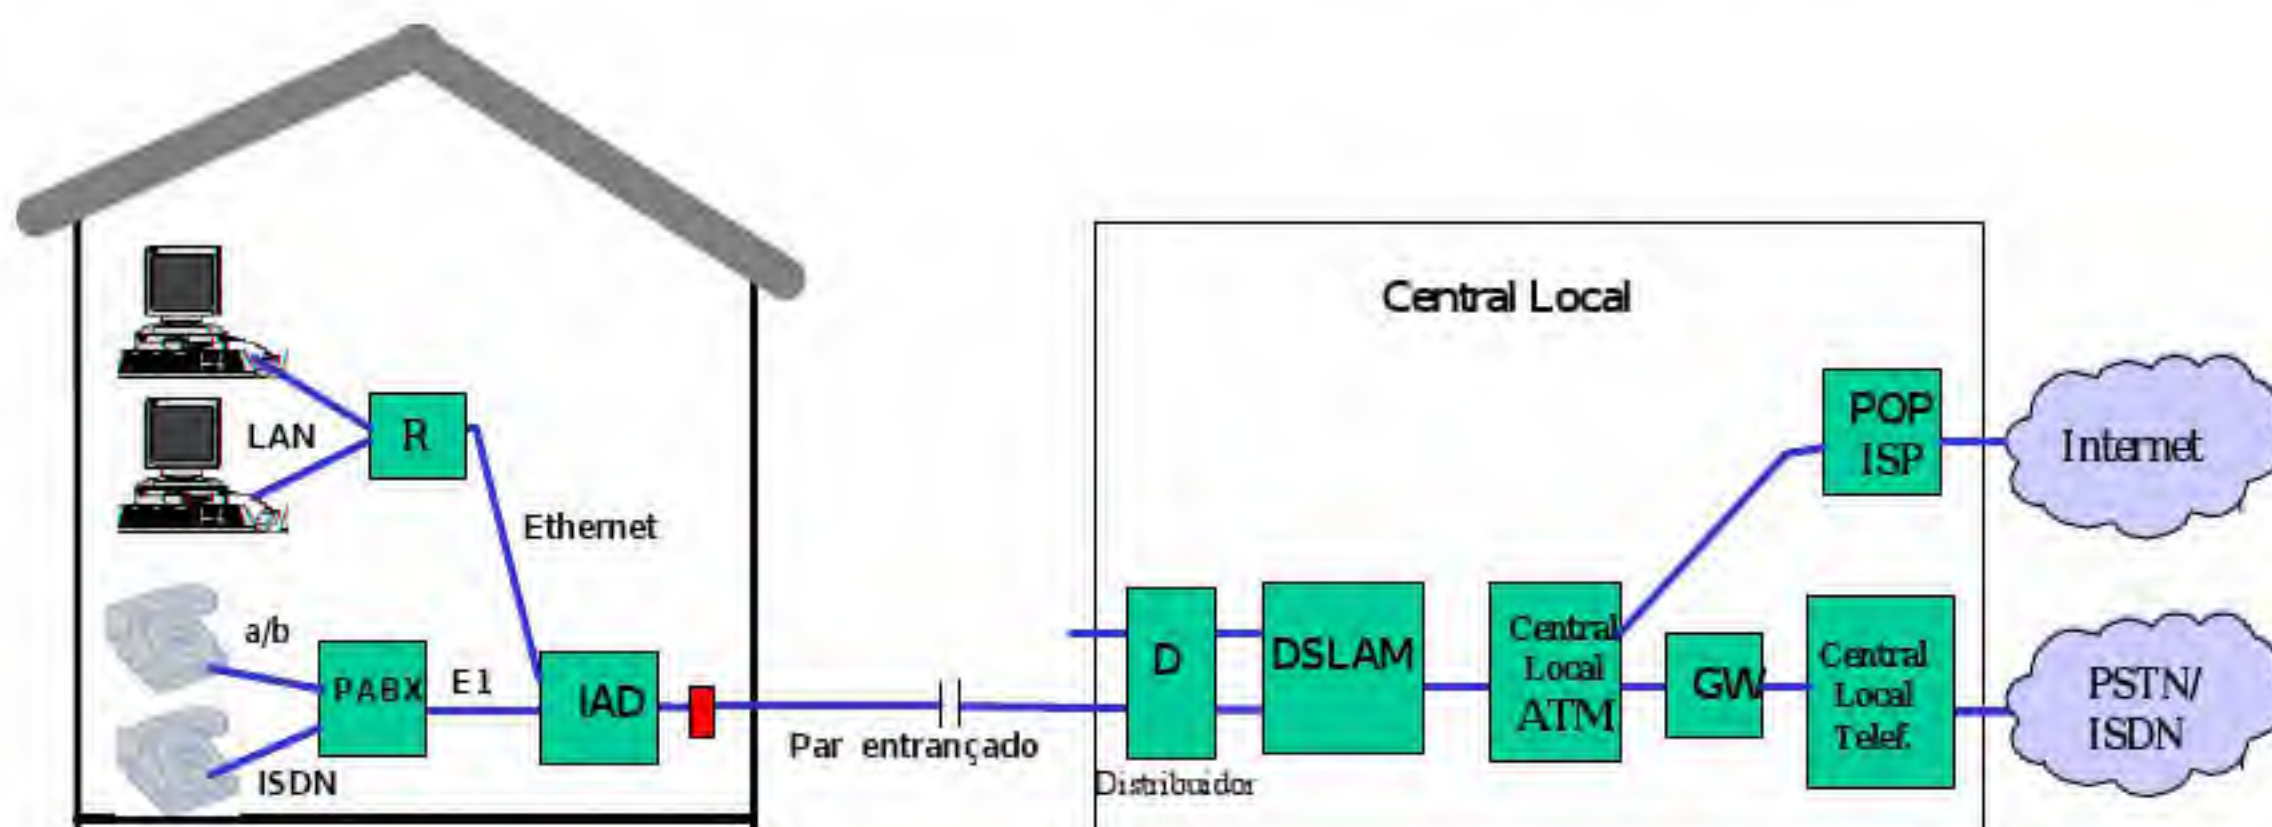 LAN
R
Ethernet
a/b
PABX
E1
IAD
ISDN
Par entrançado
Central Local
D
Distribuidor
DSLAM
Central
Local
ATM
GW
POP
ISP
Central
Local
Telef.
Internet
PSTN/
ISDN